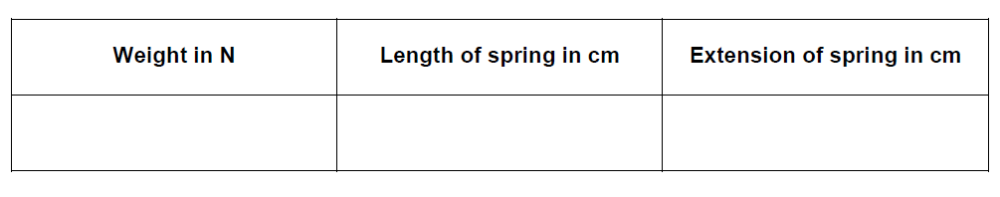 Weight in N
Length of spring in cm
Extension of spring in cm